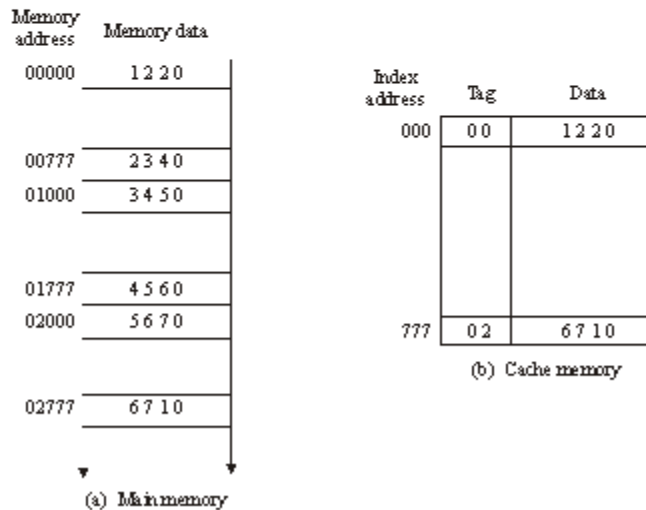 Memory address
Memory data
00000 1 2 2 0
00777 2 3 4 0
01000 3 4 5 0
01777 4 5 6 0
02000 5 6 7 0
02777 6 7 1 0
(a) Main memory
Index address
Tag
Data
000 0 0 1 2 2 0
777 0 2 6 7 1 0
(b) Cache memory